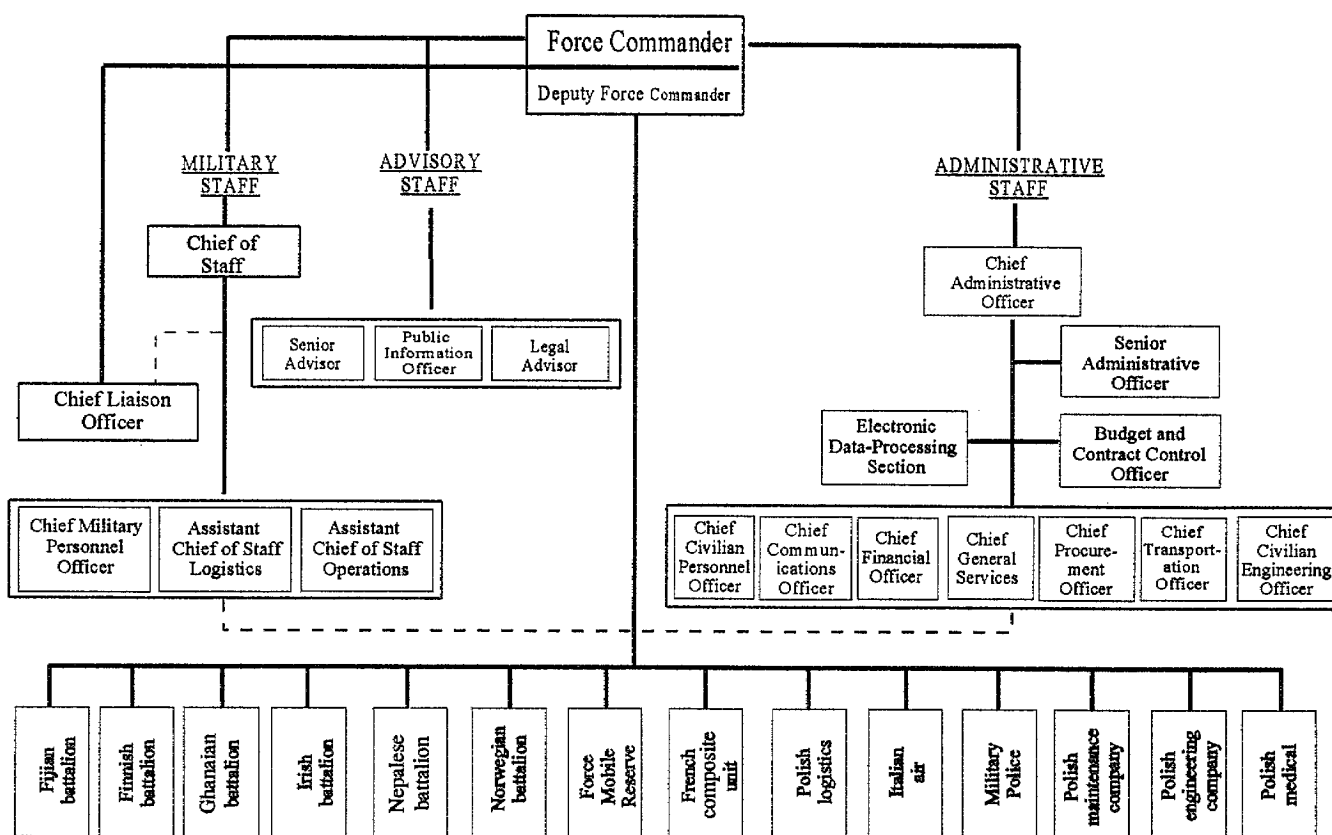 Force Commander
Deputy Force Commander
MILITARY
STAFF
ADVISORY
STAFF
ADMINISTRATIVE
STAFF
Chief of
Staff
Chief
Administrative
Officer
Senior
Advisor
Public
Information
Officer
Legal
Advisor
Senior
Administrative
Officer
Chief Liaison
Officer
Electronic
Data-Processing
Section
Budget and
Contract Control
Officer
Chief Military
Personnel
Officer
Assistant
Chief of Staff
Logistics
Assistant
Chief of Staff
Operations
Chief
Civilian
Personnel
Officer
Chief
Commun-
ications
Officer
Chief
Financial
Officer
Chief
General
Services
Chief
Procure-
ment
Officer
Chief
Transport-
ation
Officer
Chief
Civilian
Engineering
Officer
Fijian
battalion
Finnish
battalion
Ghanaian
battalion
Irish
battalion
Nepalese
battalion
Norwegian
battalion
Force
Mobile
Reserve
French
composite
unit
Polish
logistics
Italian
air
Military
Police
Polish
maintenance
company
Polish
engineering
company
Polish
medical